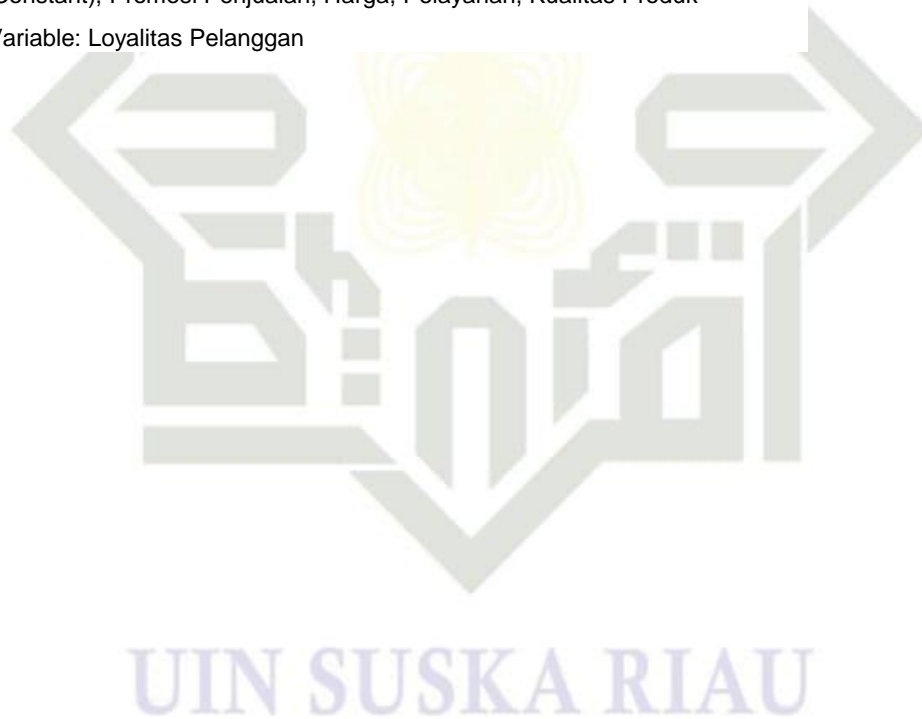 Constant), Promosi Penjualan, Harga, Pelayanan, Kualitas Produk
Variable: Loyalitas Pelanggan
UIN SUSKA RIAU